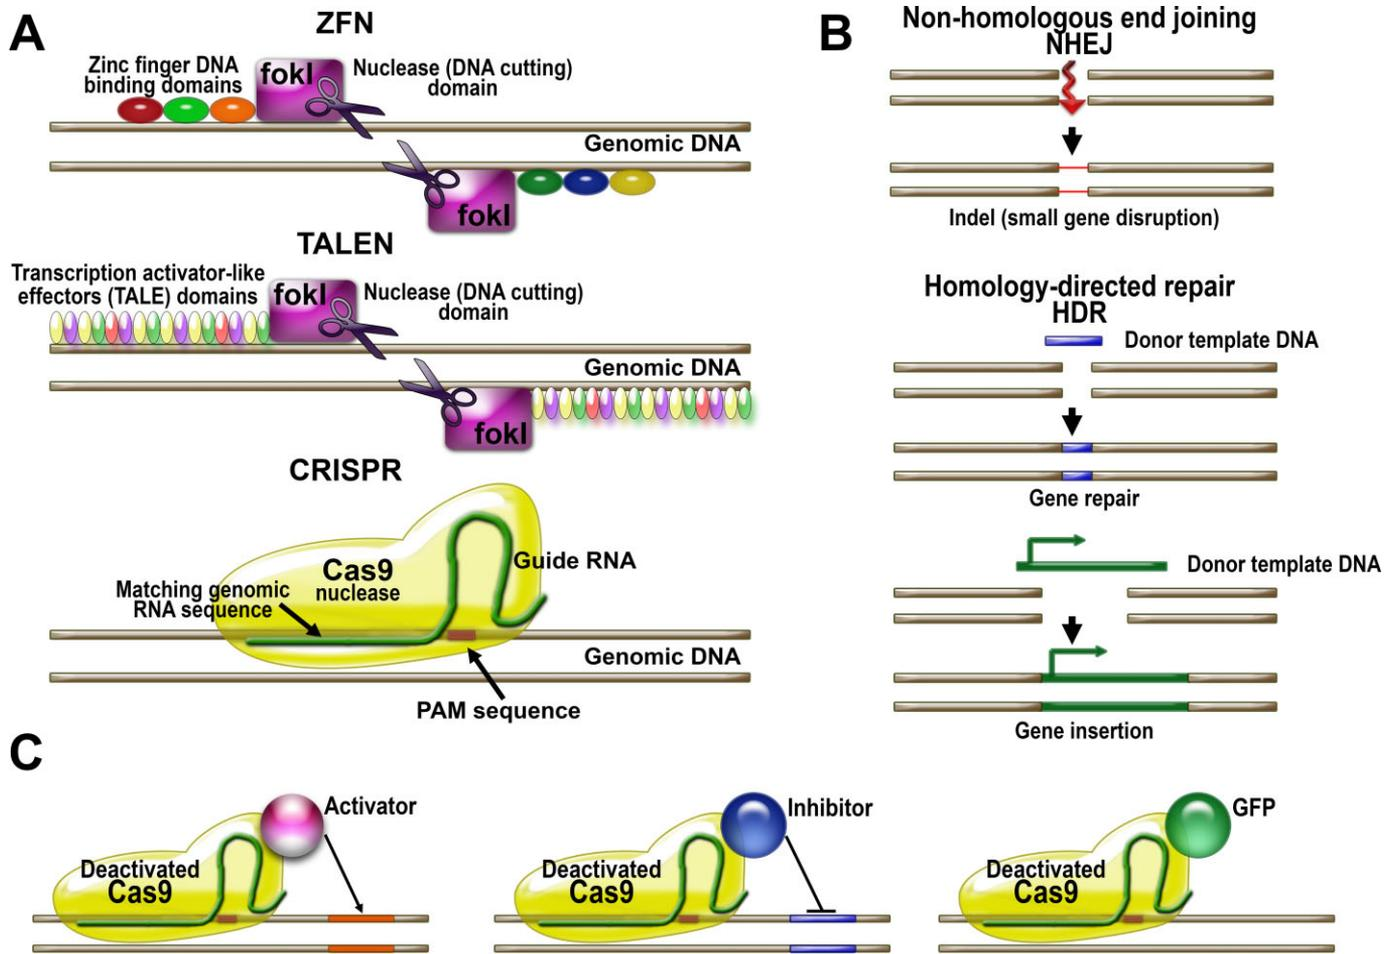 A
ZFN
Zinc finger DNA
binding domains
fokI
Nuclease (DNA cutting)
domain
Genomic DNA
fokI
TALEN
Transcription activator-like
effectors (TALE) domains
fokI
Nuclease (DNA cutting)
domain
Genomic DNA
fokI
CRISPR
Cas9
nuclease
Guide RNA
Matching genomic
RNA sequence
Genomic DNA
PAM sequence
B
Non-homologous end joining
NHEJ
Indel (small gene disruption)
Homology-directed repair
HDR
Donor template DNA
Gene repair
Donor template DNA
Gene insertion
C
Activator
Deactivated
Cas9
Inhibitor
Deactivated
Cas9
GFP
Deactivated
Cas9